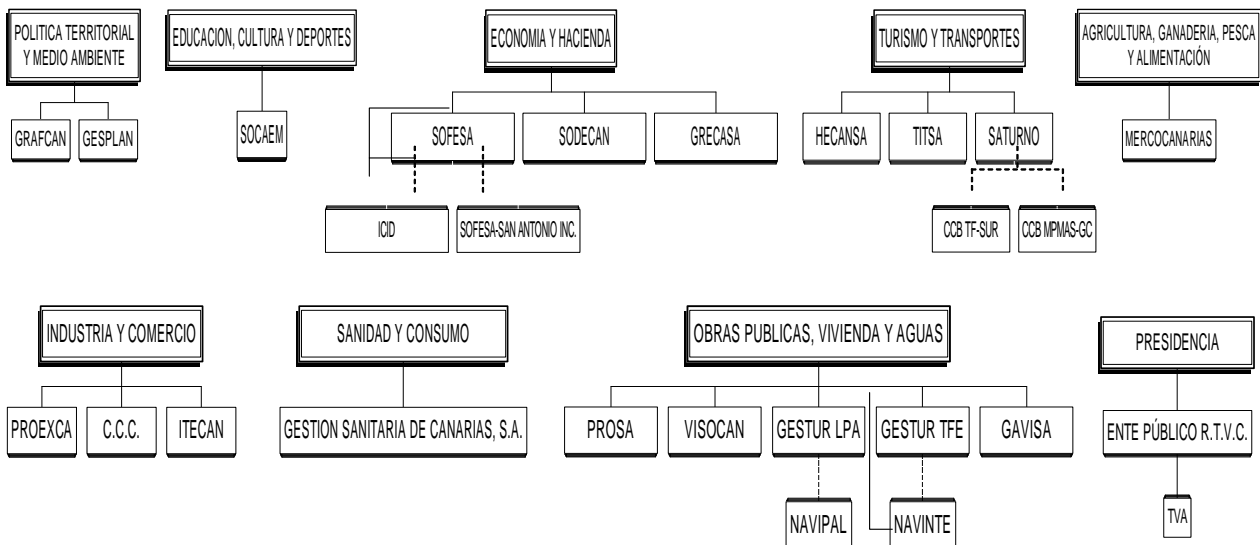 POLITICA TERRITORIAL
Y MEDIO AMBIENTE
EDUCACION, CULTURA Y DEPORTES
ECONOMIA Y HACIENDA
TURISMO Y TRANSPORTES
AGRICULTURA, GANADERIA, PESCA
Y ALIMENTACIÓN
GRAFCAN
GESPLAN
SOCAEM
SOFESA
SODECAN
GRECASA
HECANSA
TITSA
SATURNO
MERCOCANARIAS
ICID
SOFESA-SAN ANTONIO INC.
CCB TF-SUR
CCB MPMAS-GC
INDUSTRIA Y COMERCIO
SANIDAD Y CONSUMO
OBRAS PUBLICAS, VIVIENDA Y AGUAS
PRESIDENCIA
PROEXCA
C.C.C.
ITECAN
GESTION SANITARIA DE CANARIAS, S.A.
PROSA
VISOCAN
GESTUR LPA
GESTUR TFE
GAVISA
ENTE PÚBLICO R.T.V.C.
NAVIPAL
NAVINTE
TVA